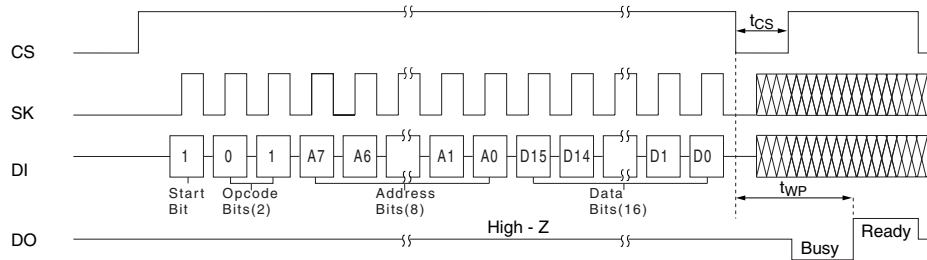 CS
tCS
SK
DI
1 0 1 A7 A6 A1 A0 D15 D14 D1 D0
Start Bit
Opcode Bits(2)
Address Bits(8)
Data Bits(16)
tWP
DO
High - Z
Busy
Ready